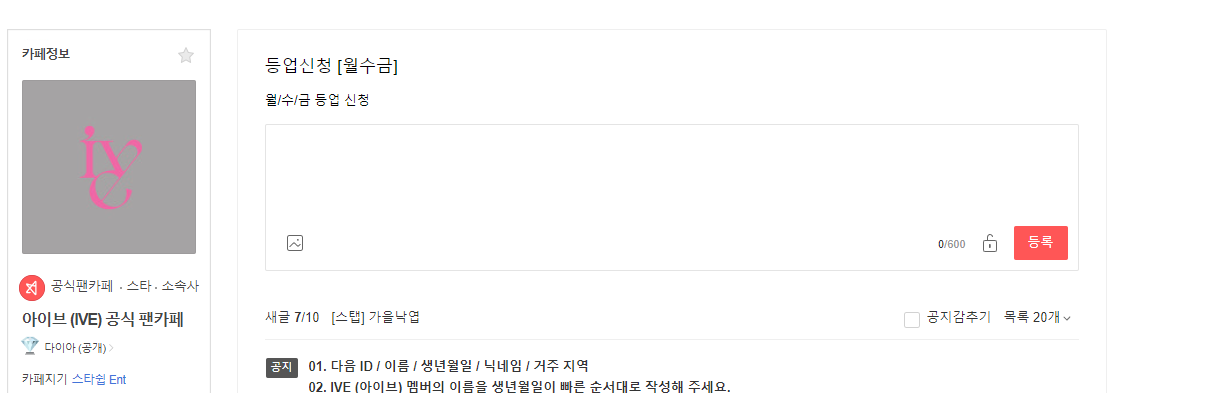 카페정보
ive
공식팬카페 · 스타 · 소속사
아이브 (IVE) 공식 팬카페
다이아 (공개)
카페지기 스타쉽 Ent
등업신청 [월수금]
월/수/금 등업 신청
0/600
등록
새글 7/10 [스탭] 가을낙엽
공지감추기 목록 20개
공지 01. 다음 ID / 이름 / 생년월일 / 닉네임 / 거주 지역
02. IVE (아이브) 멤버의 이름을 생년월일이 빠른 순서대로 작성해 주세요.